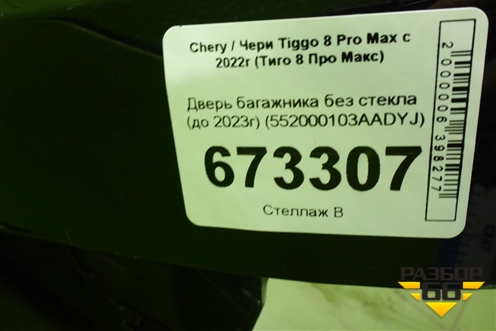 Chery / Чери Tiggo 8 Pro Max с
2022г (Тиго 8 Про Макс)
Дверь багажника без стекла
(до 2023г) (552000103AADYJ)
673307
Стеллаж В
2000006398277
РАЗБОР
66